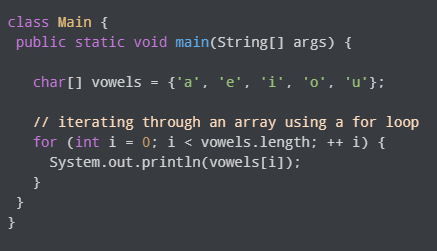 class Main {
 public static void main(String[] args) {
   char[] vowels = {'a', 'e', 'i', 'o', 'u'};
   // iterating through an array using a for loop
   for (int i = 0; i < vowels.length; ++ i) {
     System.out.println(vowels[i]);
   }
 }
}